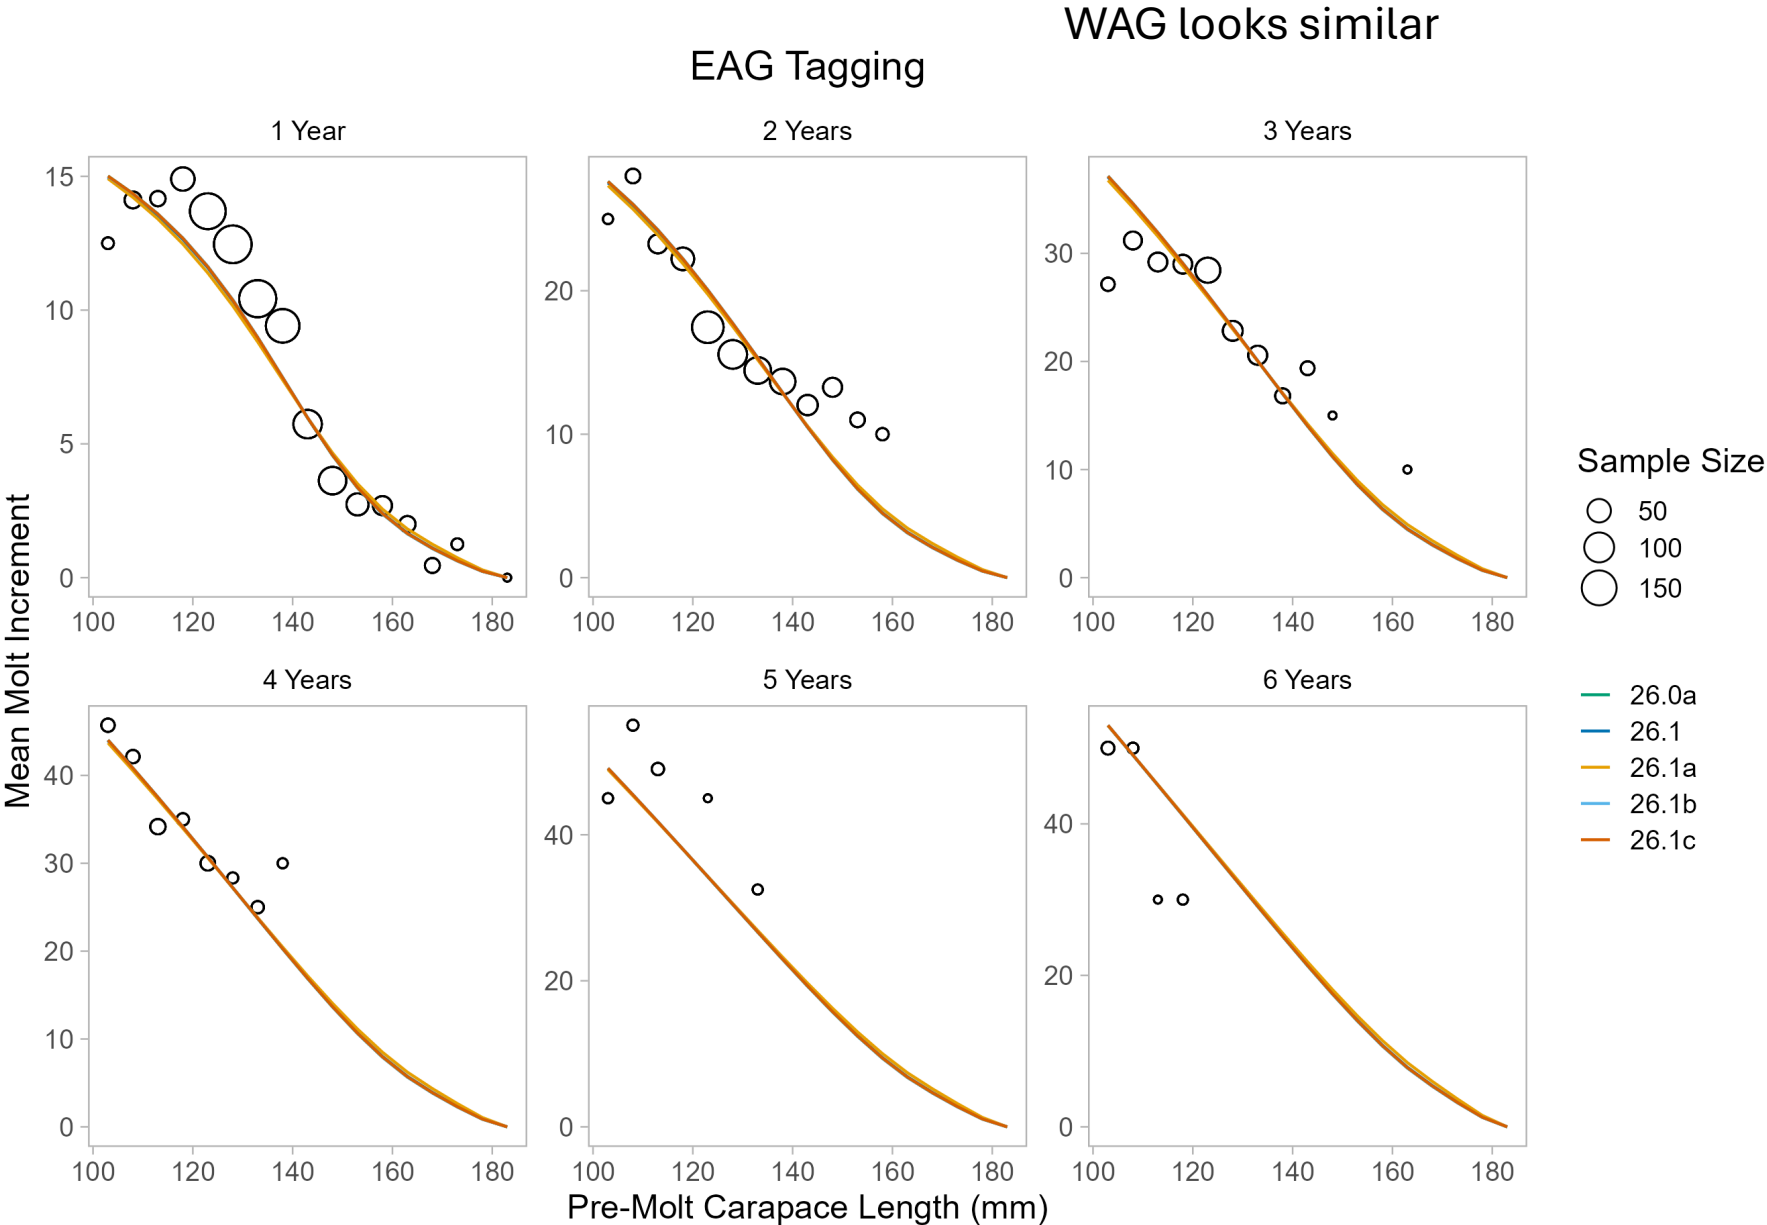 WAG looks similar
EAG Tagging
1 Year
2 Years
3 Years
15
10
5
0
100 120 140 160 180
20
10
0
100 120 140 160 180
30
20
10
0
100 120 140 160 180
4 Years
5 Years
6 Years
40
30
20
10
0
100 120 140 160 180
40
20
0
100 120 140 160 180
40
20
0
100 120 140 160 180
Mean Molt Increment
Pre-Molt Carapace Length (mm)
Sample Size
50
100
150
26.0a
26.1
26.1a
26.1b
26.1c